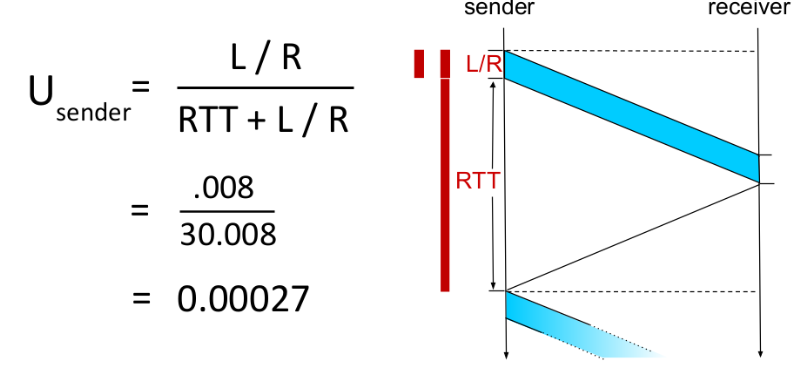 sender receiver
U sender = L / R
RTT + L / R
= .008
30.008
= 0.00027
L/R
RTT